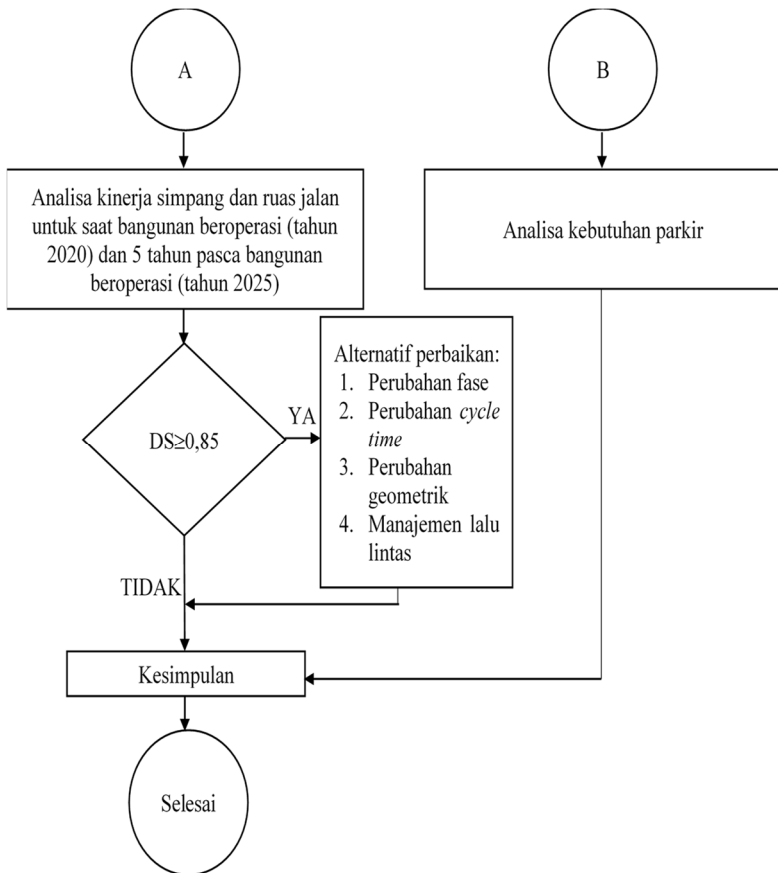 A
B
Analisa kinerja simpang dan ruas jalan
untuk saat bangunan beroperasi (tahun
2020) dan 5 tahun pasca bangunan
beroperasi (tahun 2025)
Analisa kebutuhan parkir
DS≥0,85
YA
Alternatif perbaikan:
1. Perubahan fase
2. Perubahan cycle
time
3. Perubahan
geometrik
4. Manajemen lalu
lintas
TIDAK
Kesimpulan
Selesai